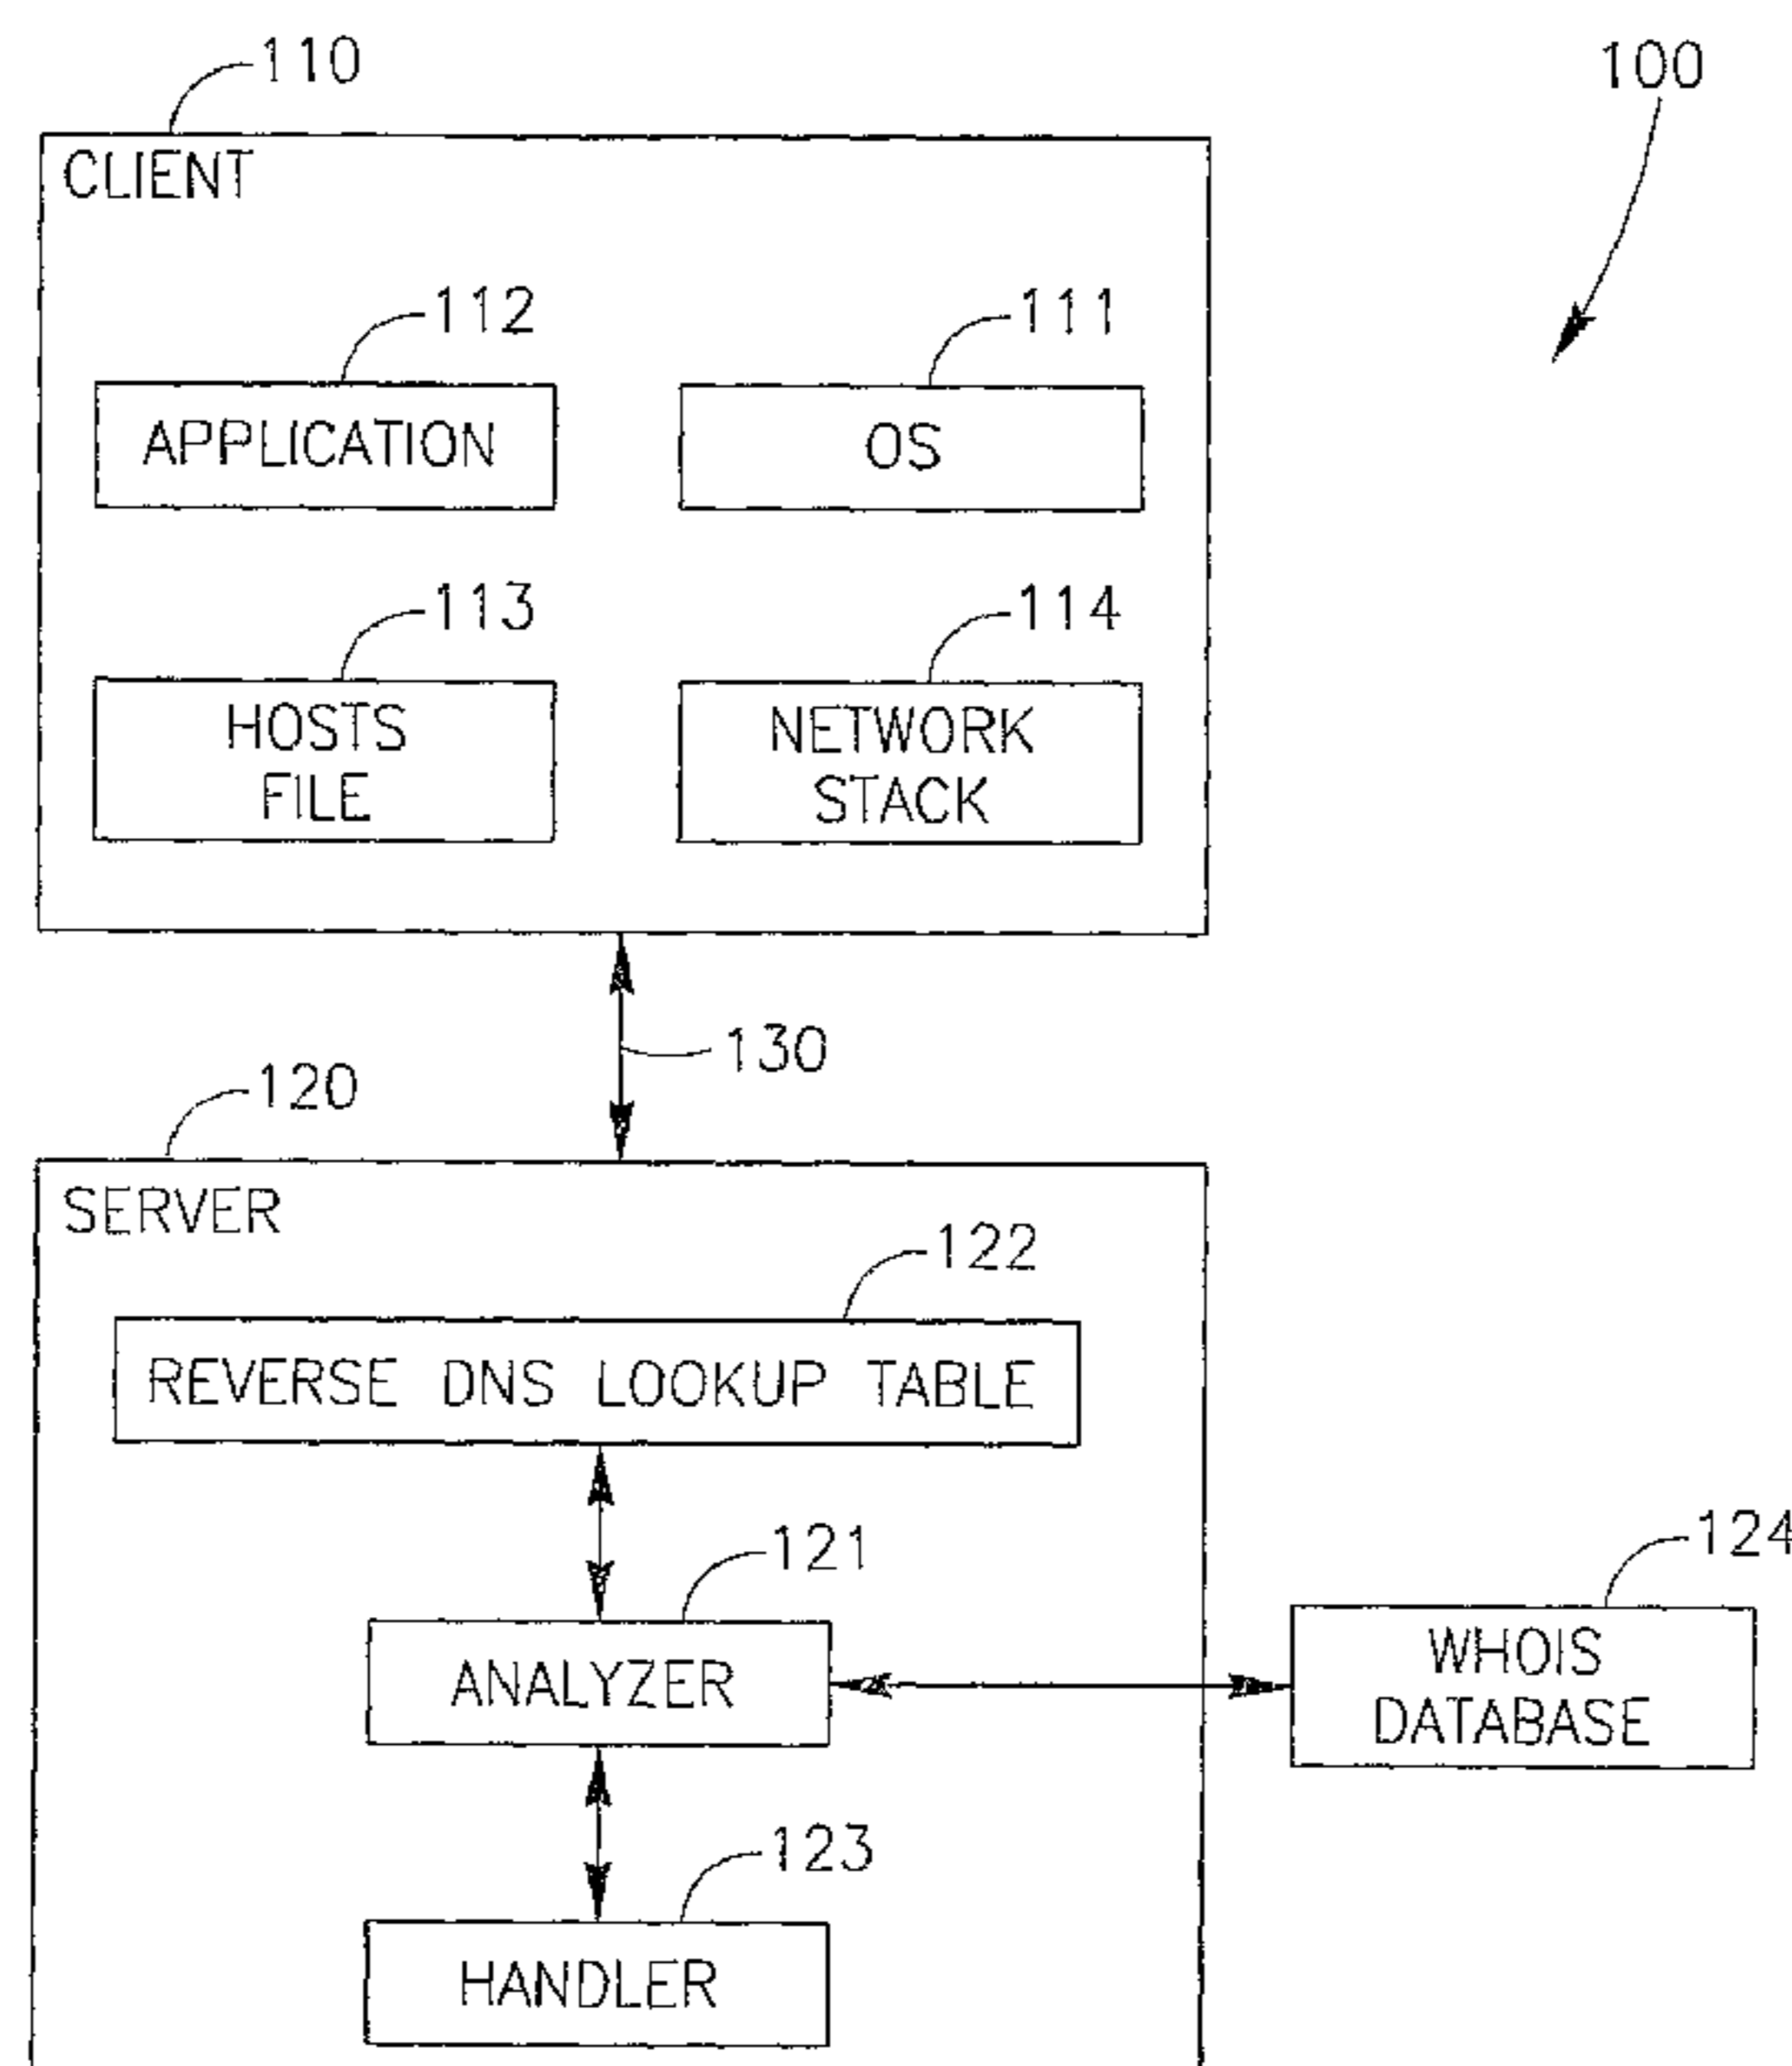 110
100
CLIENT
112
111
APPLICATION
OS
113
114
HOSTS
FILE
NETWORK
STACK
130
120
SERVER
122
REVERSE DNS LOOKUP TABLE
121
124
ANALYZER
WHOIS
DATABASE
123
HANDLER